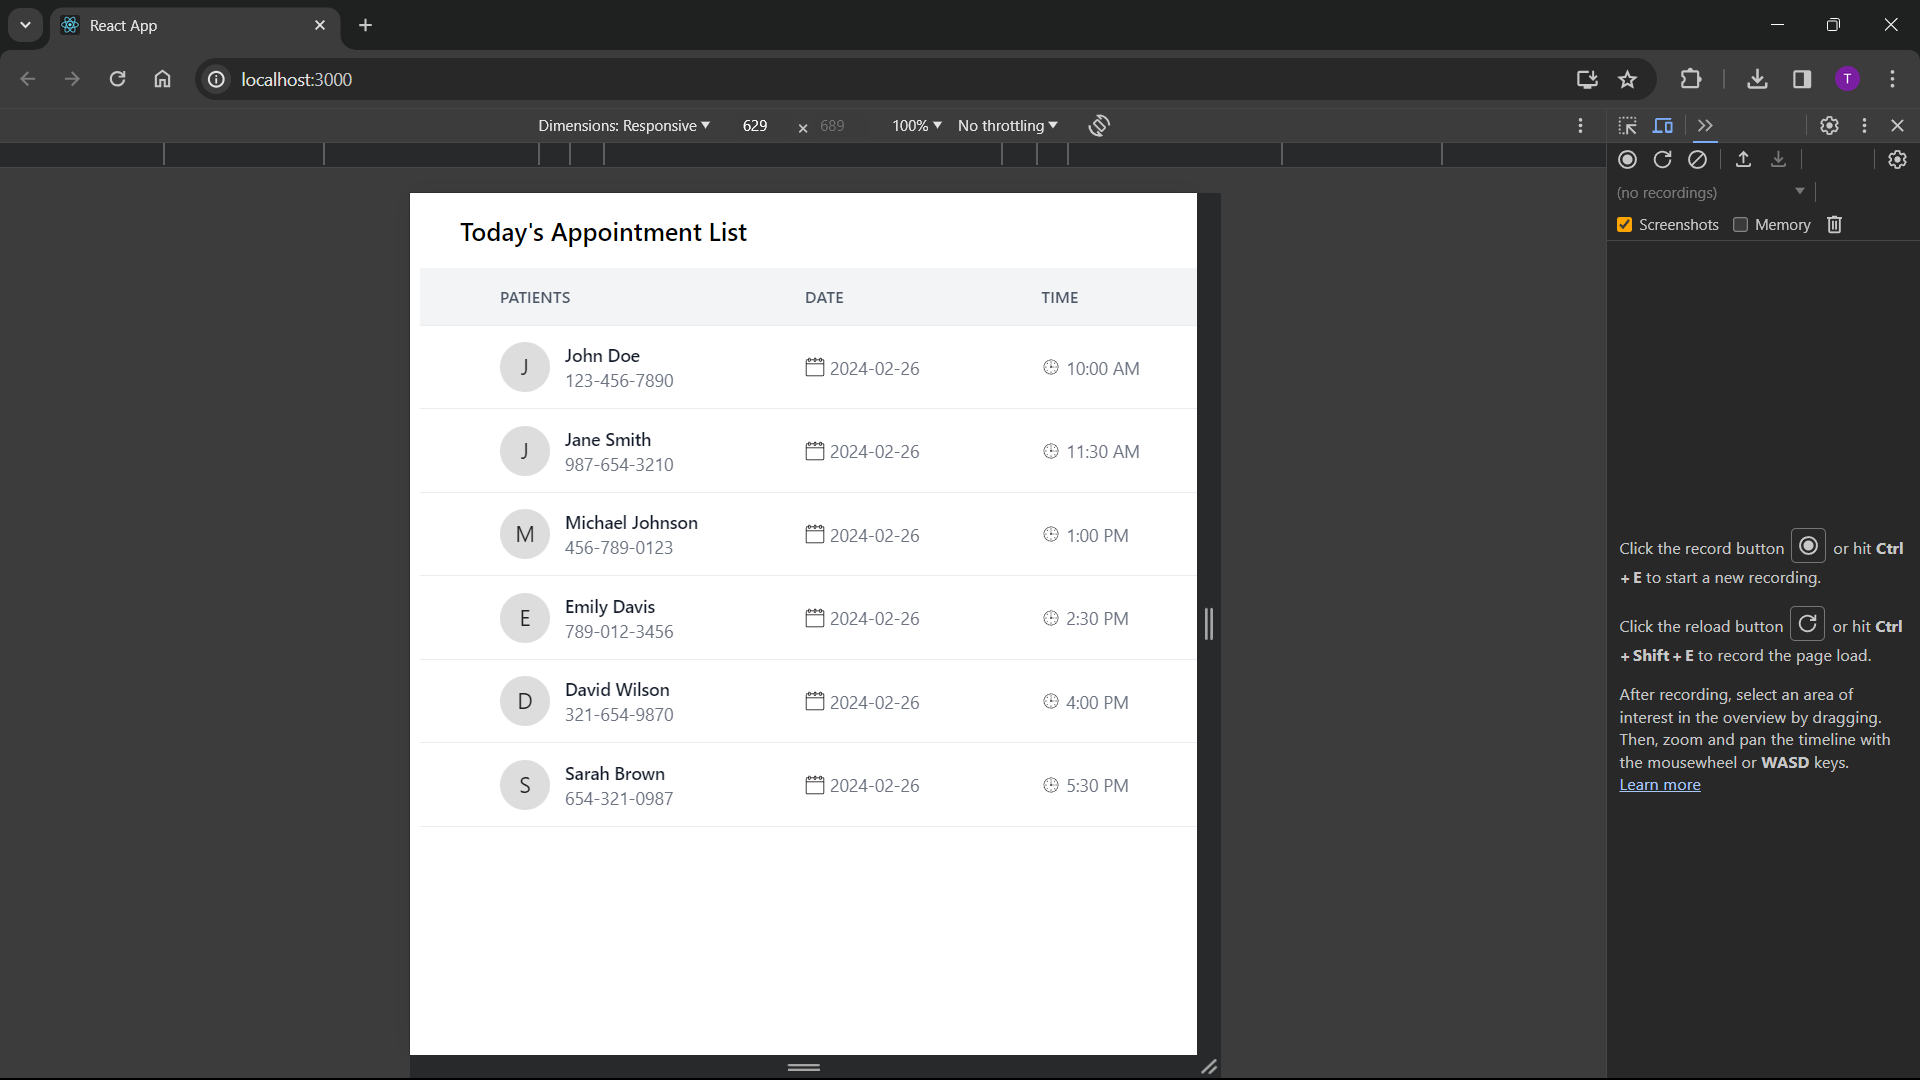 React App
localhost:3000
T
Dimensions: Responsive 629 × 689 100% No throttling
(no recordings)
Screenshots Memory
Today's Appointment List
PATIENTS DATE TIME
J John Doe 2024-02-26 10:00 AM
123-456-7890
J Jane Smith 2024-02-26 11:30 AM
987-654-3210
M Michael Johnson 2024-02-26 1:00 PM
456-789-0123
E Emily Davis 2024-02-26 2:30 PM
789-012-3456
D David Wilson 2024-02-26 4:00 PM
321-654-9870
S Sarah Brown 2024-02-26 5:30 PM
654-321-0987
Click the record button or hit Ctrl
+ E to start a new recording.
Click the reload button or hit Ctrl
+ Shift + E to record the page load.
After recording, select an area of
interest in the overview by dragging.
Then, zoom and pan the timeline with
the mousewheel or WASD keys.
Learn more